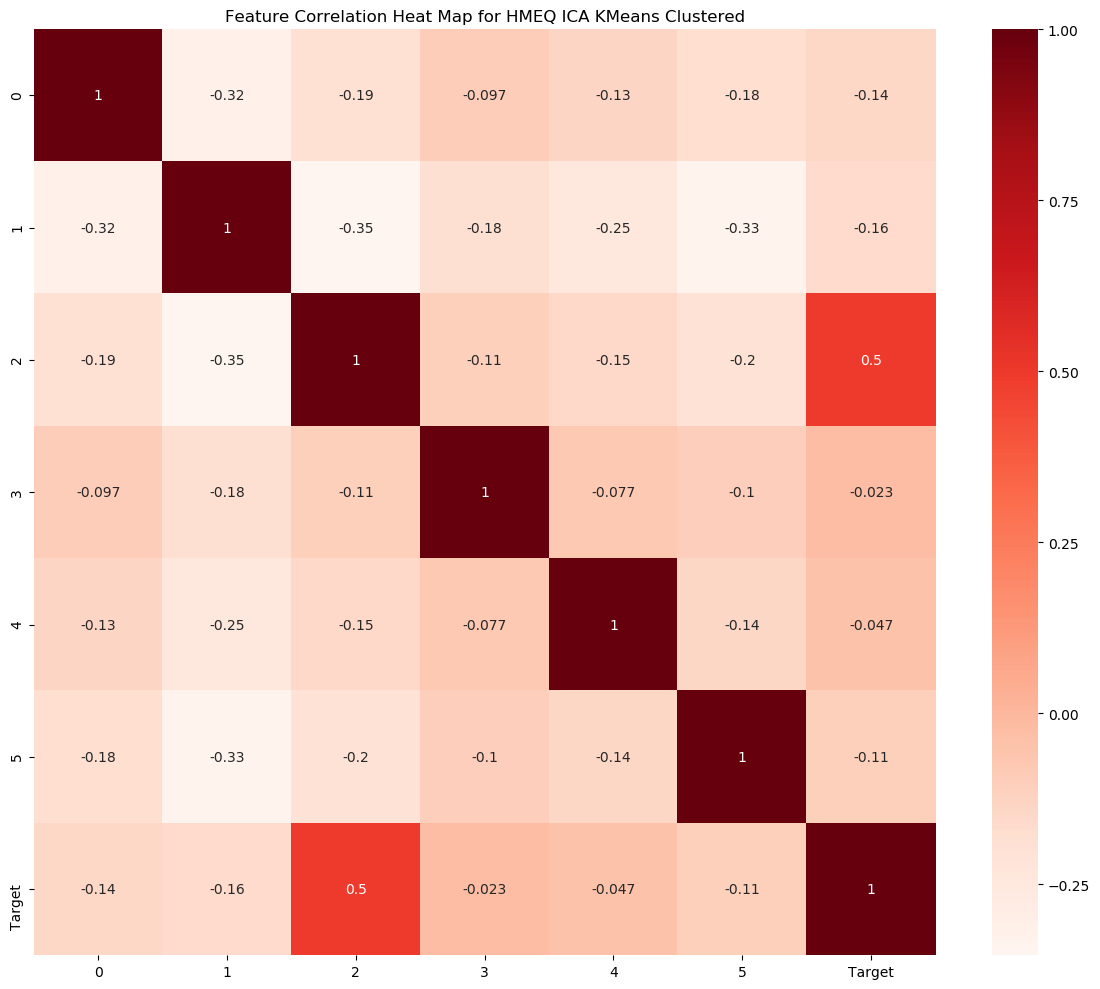 Feature Correlation Heat Map for HMEQ ICA KMeans Clustered
0 1 -0.32 -0.19 -0.097 -0.13 -0.18 -0.14
1 -0.32 1 -0.35 -0.18 -0.25 -0.33 -0.16
2 -0.19 -0.35 1 -0.11 -0.15 -0.2 0.5
3 -0.097 -0.18 -0.11 1 -0.077 -0.1 -0.023
4 -0.13 -0.25 -0.15 -0.077 1 -0.14 -0.047
5 -0.18 -0.33 -0.2 -0.1 -0.14 1 -0.11
Target -0.14 -0.16 0.5 -0.023 -0.047 -0.11 1
0 1 2 3 4 5 Target
1.00
0.75
0.50
0.25
0.00
−0.25